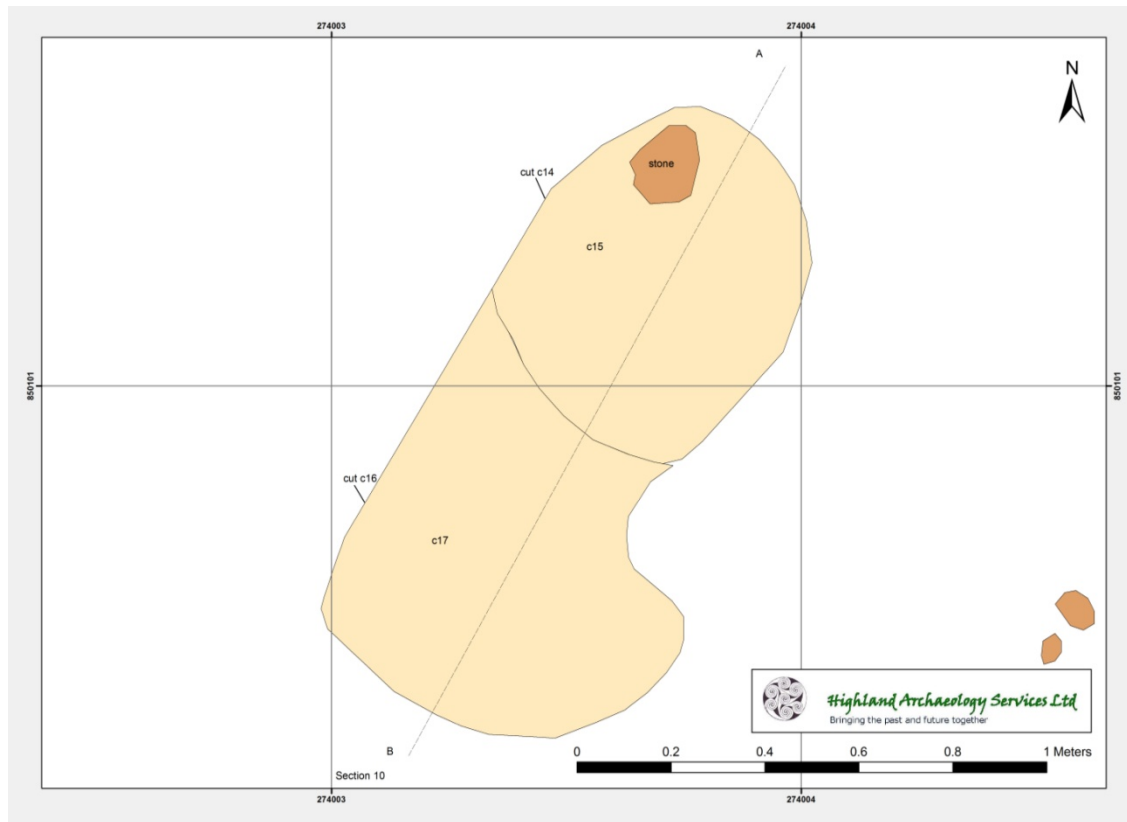 274003
274004
A
N
stone
cut c14
c15
850101
850101
cut c16
c17
Highland Archaeology Services Ltd
Bringing the past and future together
B
0 0.2 0.4 0.6 0.8 1 Meters
Section 10
274003
274004